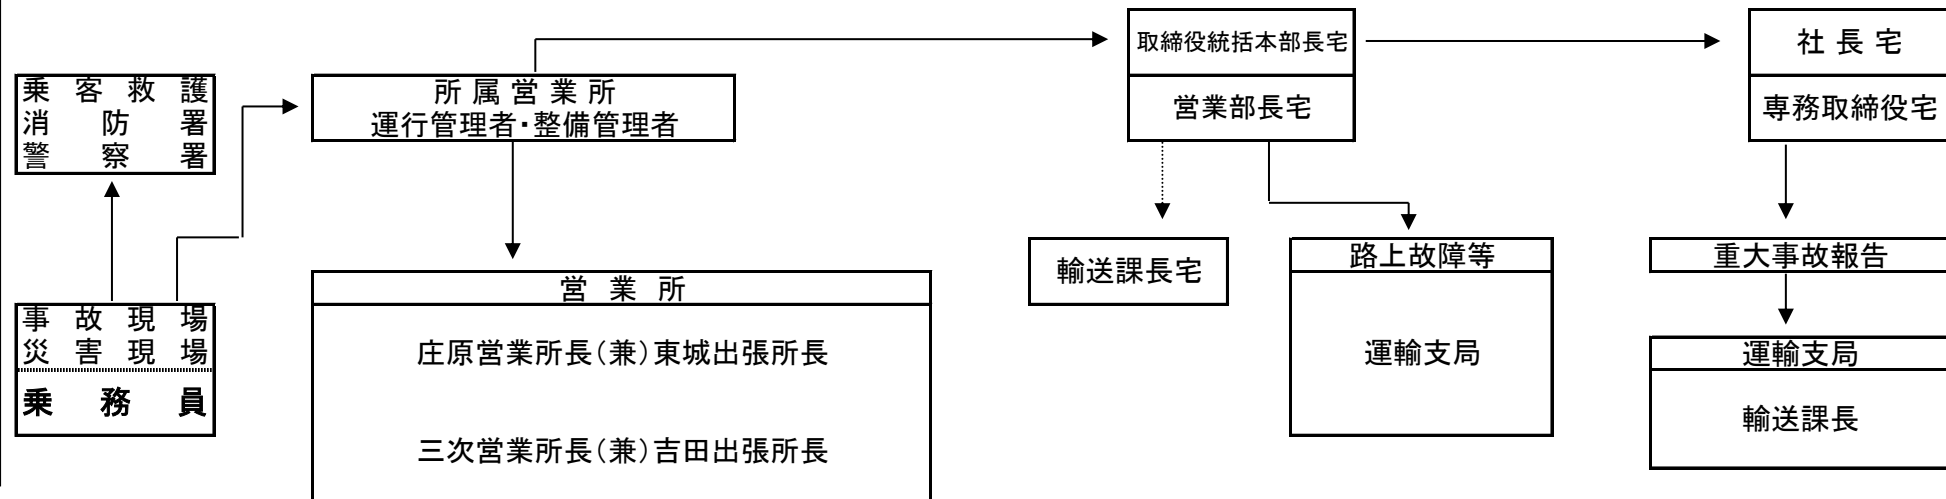 取締役統括本部長宅
営業部長宅
社長宅
専務取締役宅
乗客救護
消防署
警察署
所属営業所
運行管理者・整備管理者
輸送課長宅
路上故障等
運輸支局
重大事故報告
運輸支局
輸送課長
事故現場
災害現場
乗務員
営業所
庄原営業所長(兼)東城出張所長
三次営業所長(兼)吉田出張所長